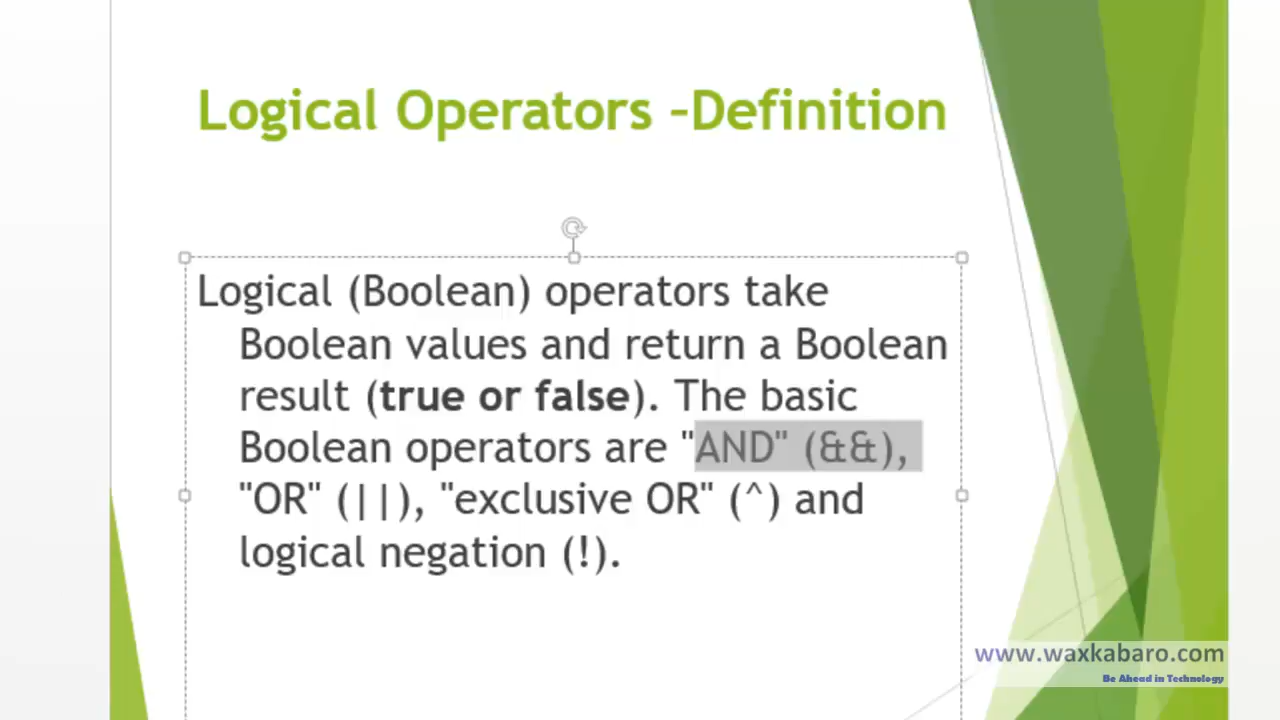 Logical Operators –Definition
Logical (Boolean) operators take
Boolean values and return a Boolean
result (true or false). The basic
Boolean operators are "AND" (&&),
"OR" (||), "exclusive OR" (^) and
logical negation (!).
www.waxkabaro.com
Be Ahead in Technology